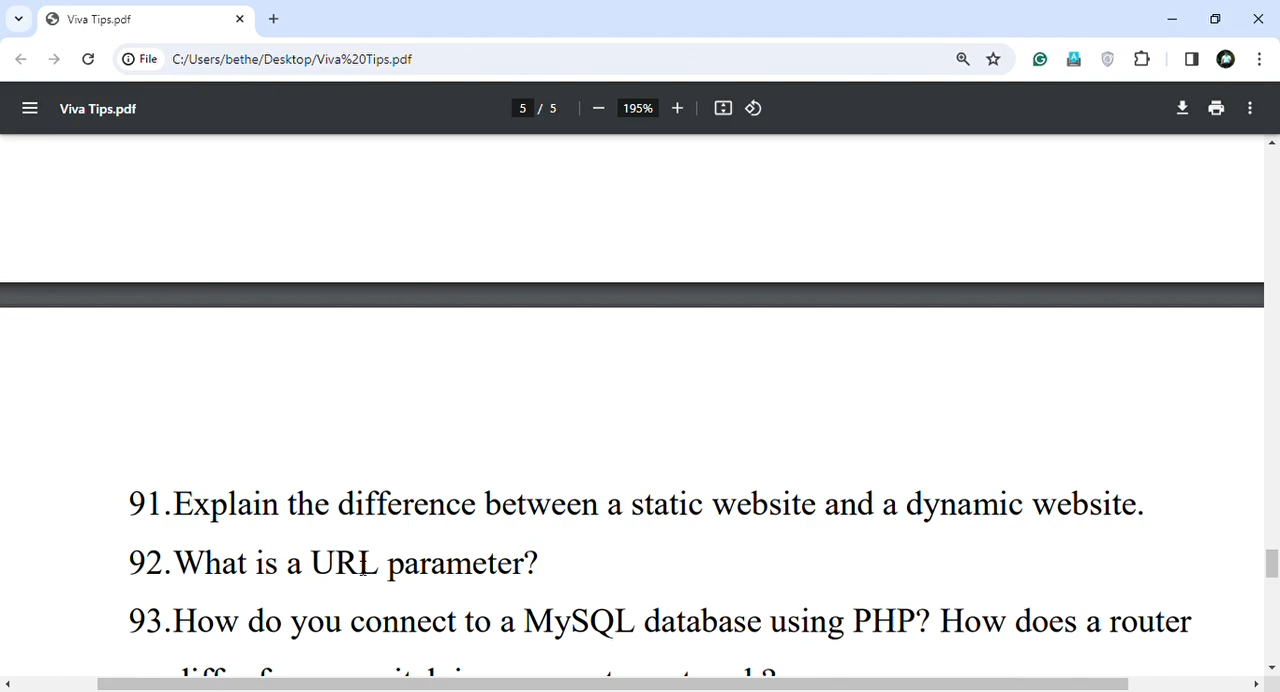 Viva Tips.pdf
File C:/Users/bethe/Desktop/Viva%20Tips.pdf
Viva Tips.pdf 5 / 5 195%
91.Explain the difference between a static website and a dynamic website.
92.What is a URL parameter?
93.How do you connect to a MySQL database using PHP? How does a router